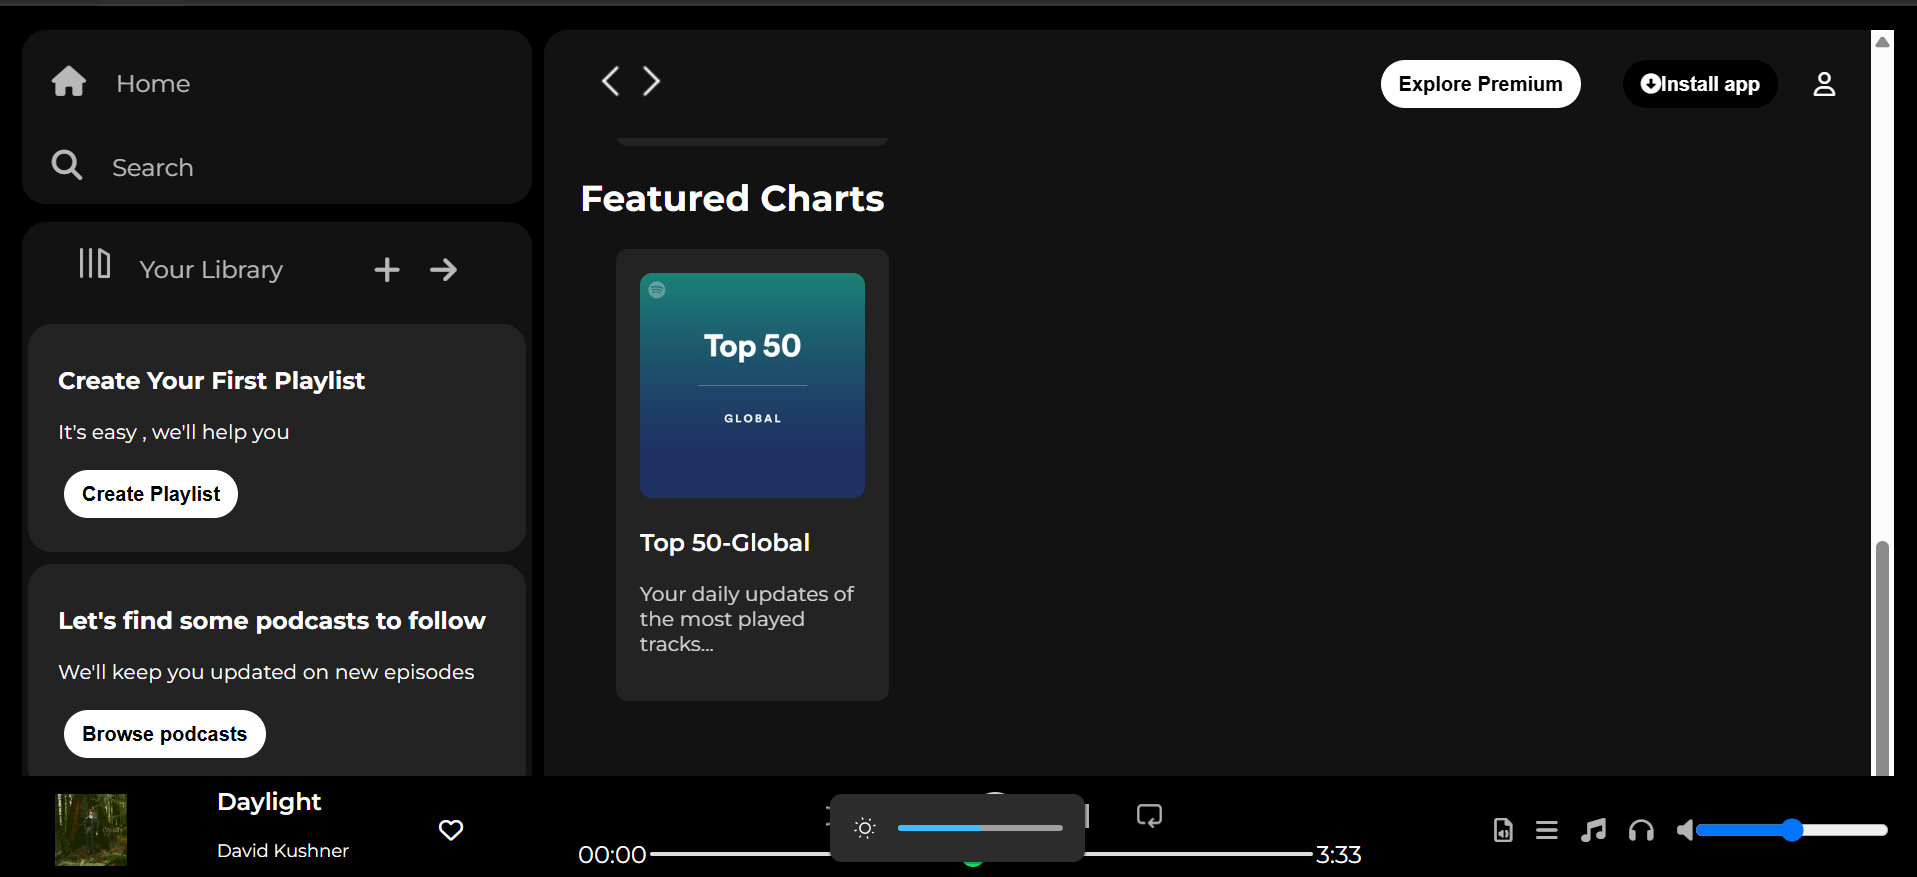 Home
Search
Your Library
Create Your First Playlist
It's easy , we'll help you
Create Playlist
Let's find some podcasts to follow
We'll keep you updated on new episodes
Browse podcasts
Explore Premium
Install app
Featured Charts
Top 50
GLOBAL
Top 50-Global
Your daily updates of
the most played
tracks...
Daylight
David Kushner
00:00
3:33